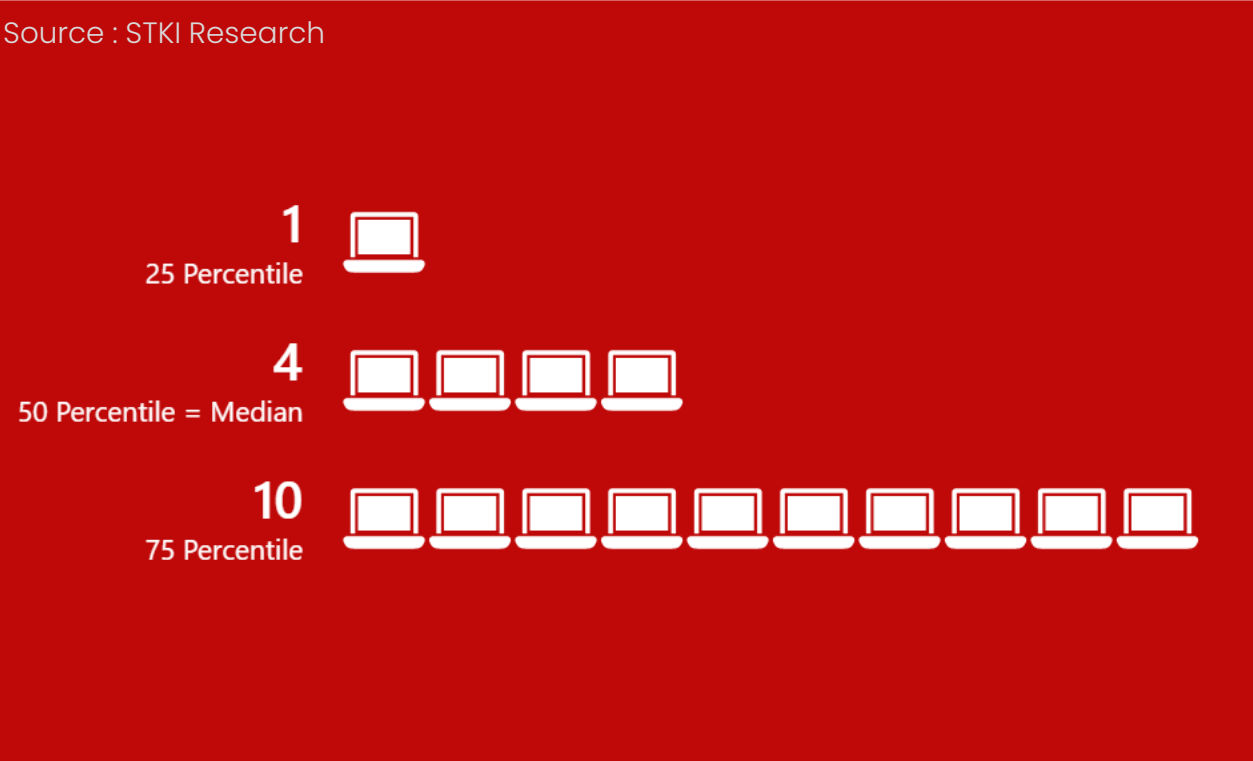 Source : STKI Research
1
25 Percentile
4
50 Percentile = Median
10
75 Percentile